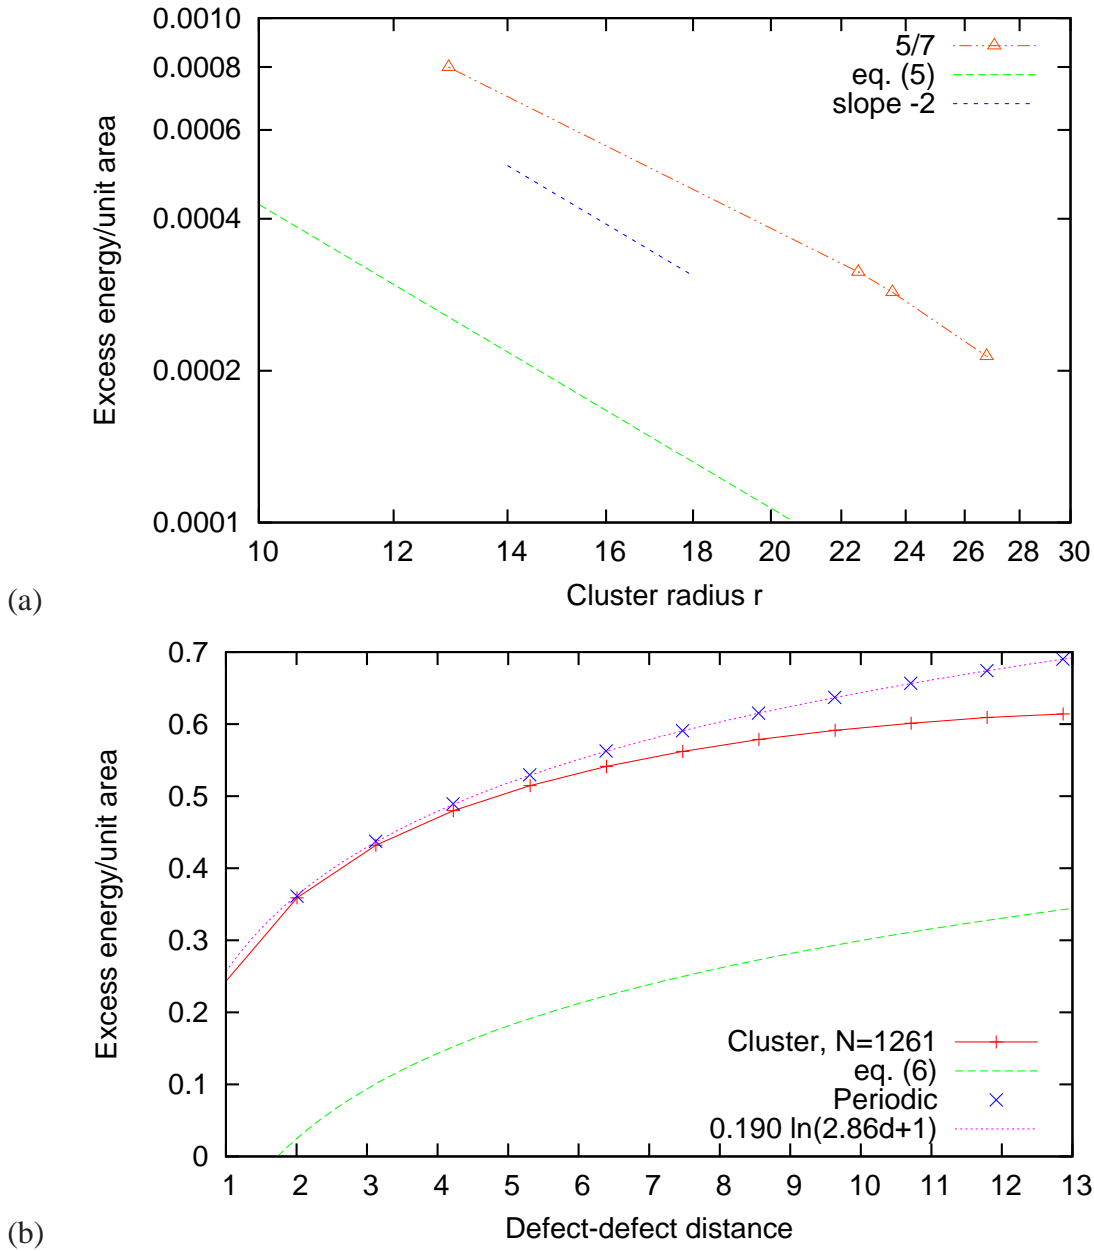 0.0010
0.0008
0.0006
0.0004
0.0002
0.0001
Excess energy/unit area
5/7
eq. (5)
slope -2
10 12 14 16 18 20 22 24 26 28 30
Cluster radius r
(a)
0.7
0.6
0.5
0.4
0.3
0.2
0.1
0
Excess energy/unit area
Cluster, N=1261
eq. (6)
Periodic
0.190 ln(2.86d+1)
1 2 3 4 5 6 7 8 9 10 11 12 13
Defect-defect distance
(b)